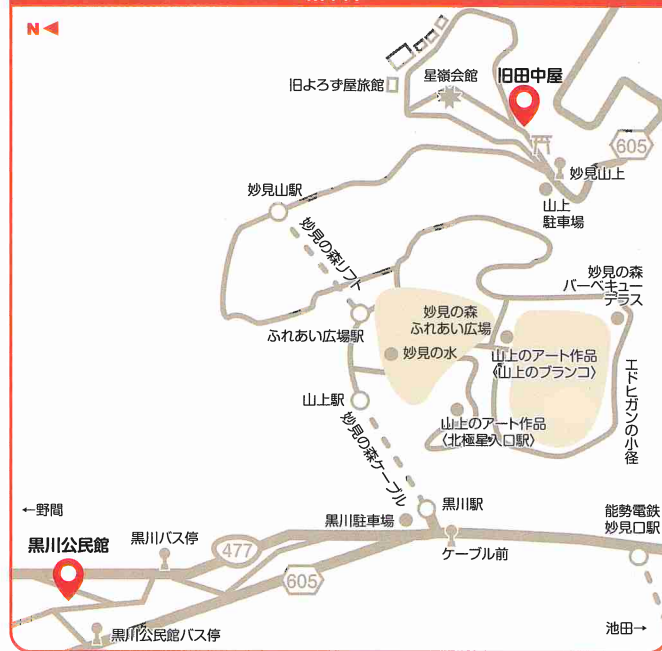 N
旧よろず屋旅館
星嶺会館
旧田中屋
605
妙見山上
山上
駐車場
妙見山駅
妙見の森リフト
ふれあい広場駅
妙見の森
ふれあい広場
妙見の水
妙見の森
バーベキュー
テラス
山上のアート作品
〈山上のブランコ〉
山上のアート作品
〈北極星入口駅〉
エドヒガンの小径
山上駅
妙見の森ケーブル
黒川駅
黒川駐車場
ケーブル前
能勢電鉄
妙見口駅
←野間
黒川公民館
黒川バス停
477
605
黒川公民館バス停
池田→